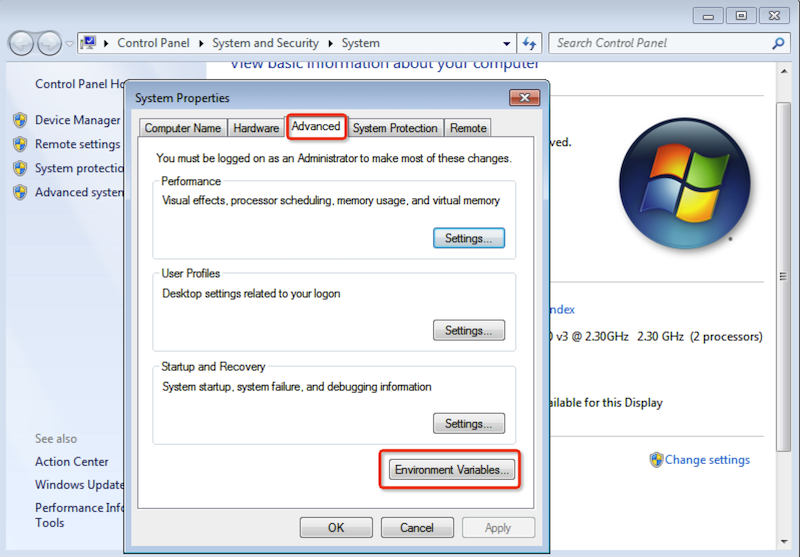 Control Panel
System and Security
System
Search Control Panel
View basic information about your computer
Control Panel Ho
Device Manager
Remote settings
System protectio
Advanced system
See also
Action Center
Windows Update
Performance Info
Tools
System Properties
Computer Name
Hardware
Advanced
System Protection
Remote
You must be logged on as an Administrator to make most of these changes.
Performance
Visual effects, processor scheduling, memory usage, and virtual memory
Settings...
User Profiles
Desktop settings related to your logon
Settings...
Startup and Recovery
System startup, system failure, and debugging information
Settings...
Environment Variables...
OK
Cancel
Apply
ved.
ndex
0 v3 @ 2.30GHz 2.30 GHz (2 processors)
ailable for this Display
Change settings